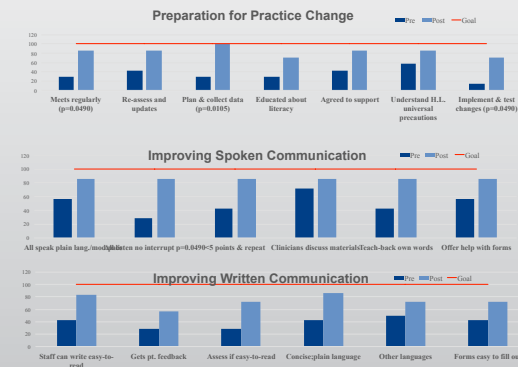 Preparation for Practice Change
Pre Post Goal
120
100
80
60
40
20
0
Meets regularly (p=0.0490)
Re-assess and updates
Plan & collect data (p=0.0105)
Educated about literacy
Agreed to support
Understand H.L. universal precautions
Implement & test changes (p=0.0490)
Improving Spoken Communication
120
100
80
60
40
20
0
All speak plain lang./
listen no interrupt p=0.0490
<5 points & repeat
Clinicians discuss materials
Teach-back own words
Offer help with forms
Improving Written Communication
Pre Post Goal
120
100
80
60
40
20
0
Staff can write easy-to-read
Gets pt. feedback
Assess if easy-to-read
Concise;plain language
Other languages
Forms easy to fill out